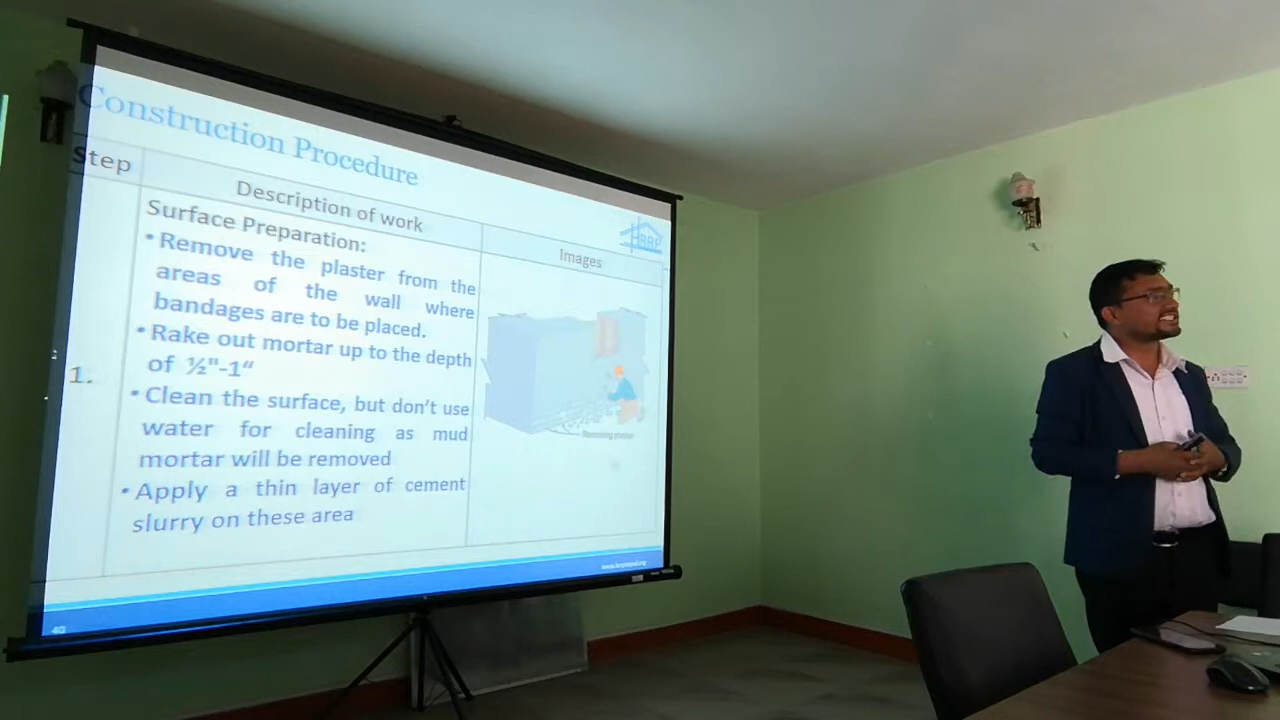 Construction Procedure
Step
Description of work
Images
1.
Surface Preparation:
• Remove the plaster from the
areas of the wall where
bandages are to be placed.
• Rake out mortar up to the depth
of ½"-1“
• Clean the surface, but don’t use
water for cleaning as mud
mortar will be removed
• Apply a thin layer of cement
slurry on these area
Removing plaster